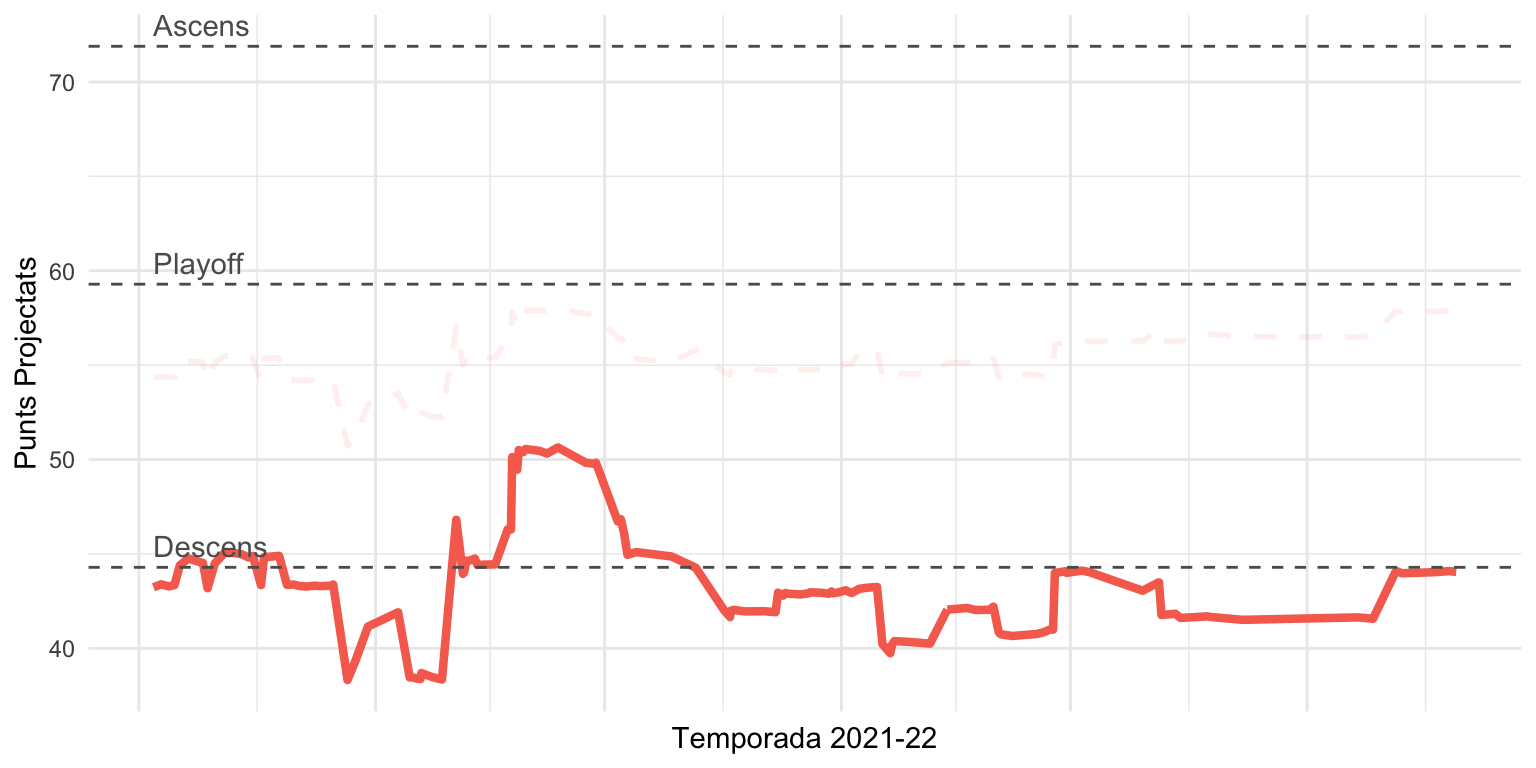 Ascens
70
Playoff
60
50
Descens
40
Punts Projectats
Temporada 2021-22